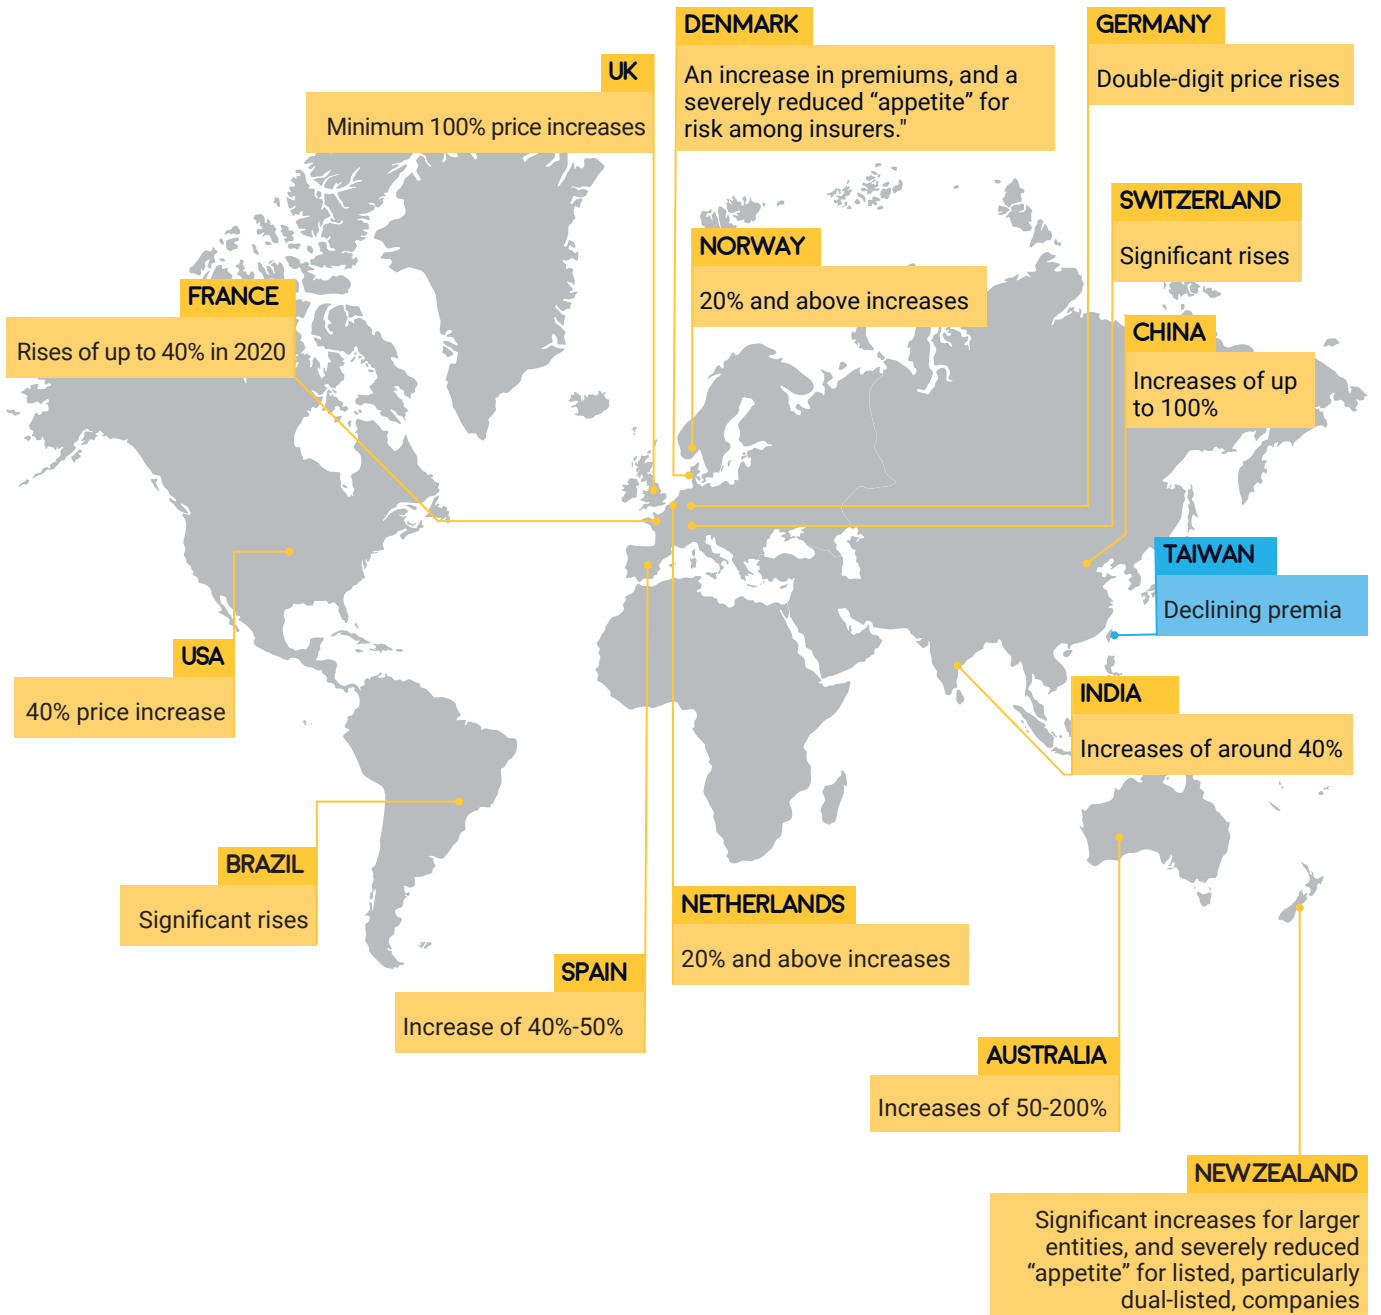 DENMARK
An increase in premiums, and a
severely reduced “appetite” for
risk among insurers."
GERMANY
Double-digit price rises
UK
Minimum 100% price increases
SWITZERLAND
Significant rises
NORWAY
20% and above increases
FRANCE
Rises of up to 40% in 2020
CHINA
Increases of up
to 100%
TAIWAN
Declining premia
USA
40% price increase
INDIA
Increases of around 40%
BRAZIL
Significant rises
NETHERLANDS
20% and above increases
SPAIN
Increase of 40%-50%
AUSTRALIA
Increases of 50-200%
NEW ZEALAND
Significant increases for larger
entities, and severely reduced
“appetite” for listed, particularly
dual-listed, companies